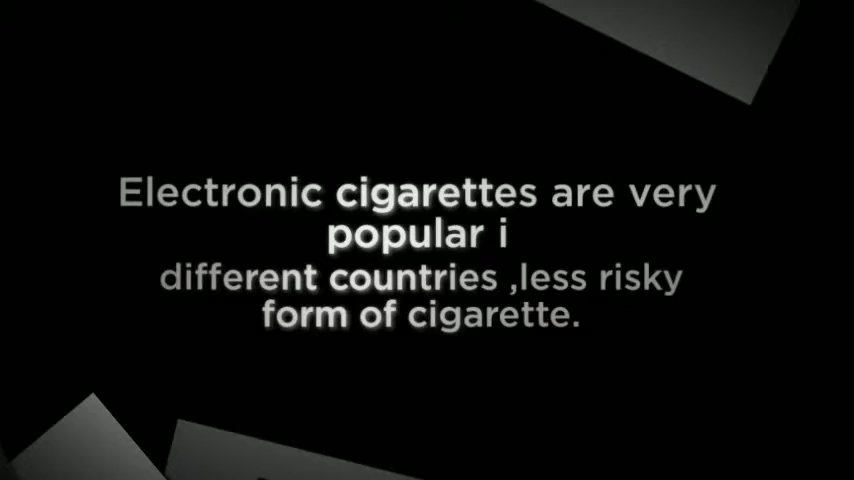 Electronic cigarettes are very
popular i
different countries ,less risky
form of cigarette.